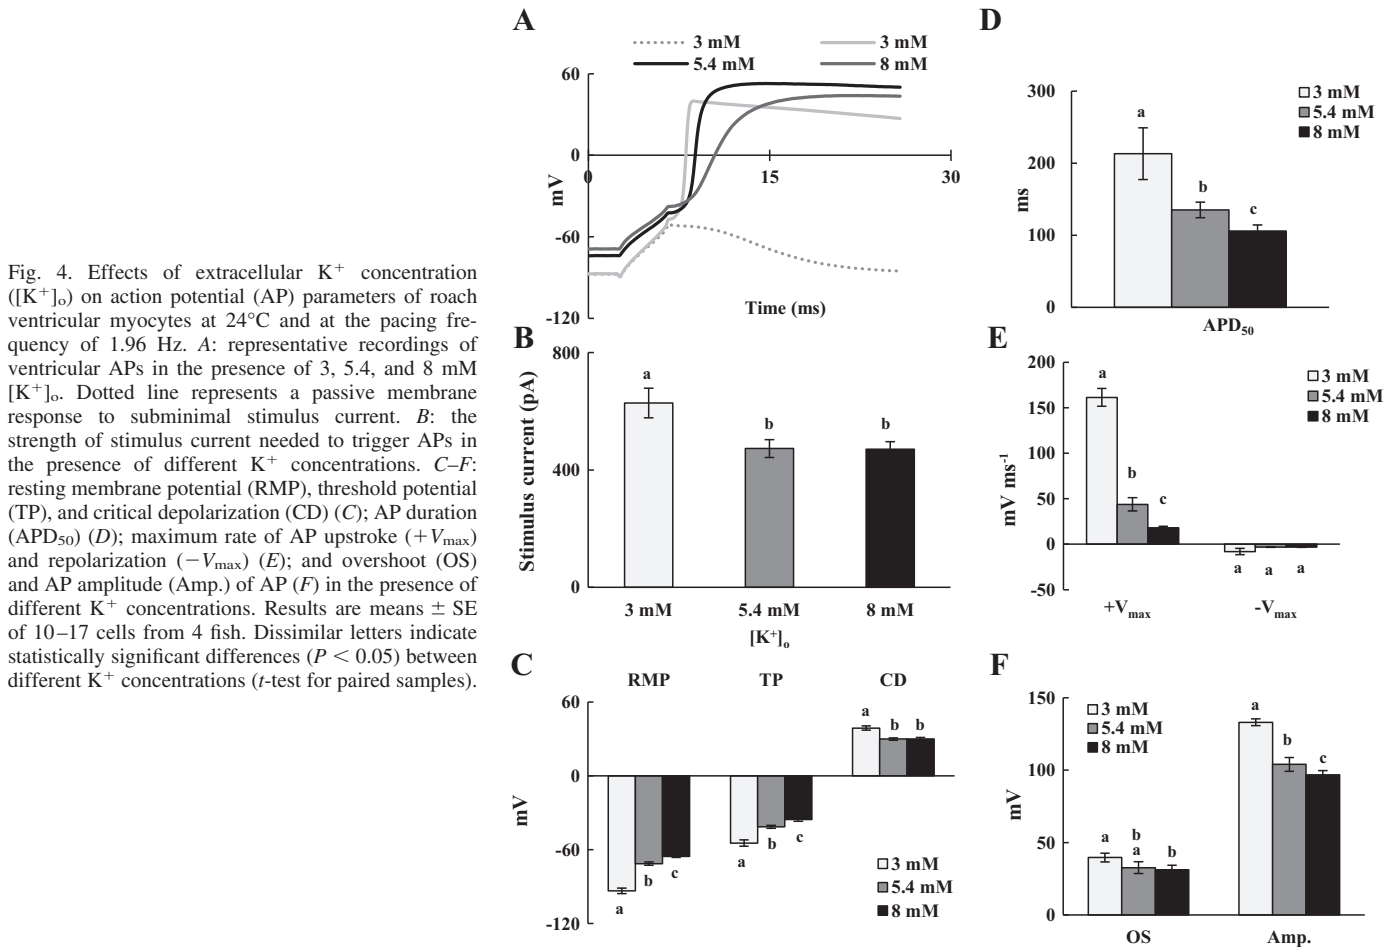 Fig. 4. Effects of extracellular K⁺ concentration
([K⁺]ₒ) on action potential (AP) parameters of roach
ventricular myocytes at 24°C and at the pacing fre-
quency of 1.96 Hz. A: representative recordings of
ventricular APs in the presence of 3, 5.4, and 8 mM
[K⁺]ₒ. Dotted line represents a passive membrane
response to subminimal stimulus current. B: the
strength of stimulus current needed to trigger APs in
the presence of different K⁺ concentrations. C–F:
resting membrane potential (RMP), threshold potential
(TP), and critical depolarization (CD) (C); AP duration
(APD₅₀) (D); maximum rate of AP upstroke (+Vmax)
and repolarization (−Vmax) (E); and overshoot (OS)
and AP amplitude (Amp.) of AP (F) in the presence of
different K⁺ concentrations. Results are means ± SE
of 10–17 cells from 4 fish. Dissimilar letters indicate
statistically significant differences (P < 0.05) between
different K⁺ concentrations (t-test for paired samples).
A
3 mM 3 mM
5.4 mM 8 mM
60
0
-60
-120
mV
0 15 30
Time (ms)
B
800
400
0
Stimulus current (pA)
a b b
3 mM 5.4 mM 8 mM
[K⁺]ₒ
C
RMP TP CD
60
0
-60
-120
mV
a b b
a b c
a b c
3 mM
5.4 mM
8 mM
D
300
200
100
0
ms
a
b
c
3 mM
5.4 mM
8 mM
APD₅₀
E
200
150
100
50
0
-50
mV ms⁻¹
a
b
c
a a a
3 mM
5.4 mM
8 mM
+Vmax -Vmax
F
150
100
50
0
mV
3 mM
5.4 mM
8 mM
a b a b
a b c
OS Amp.